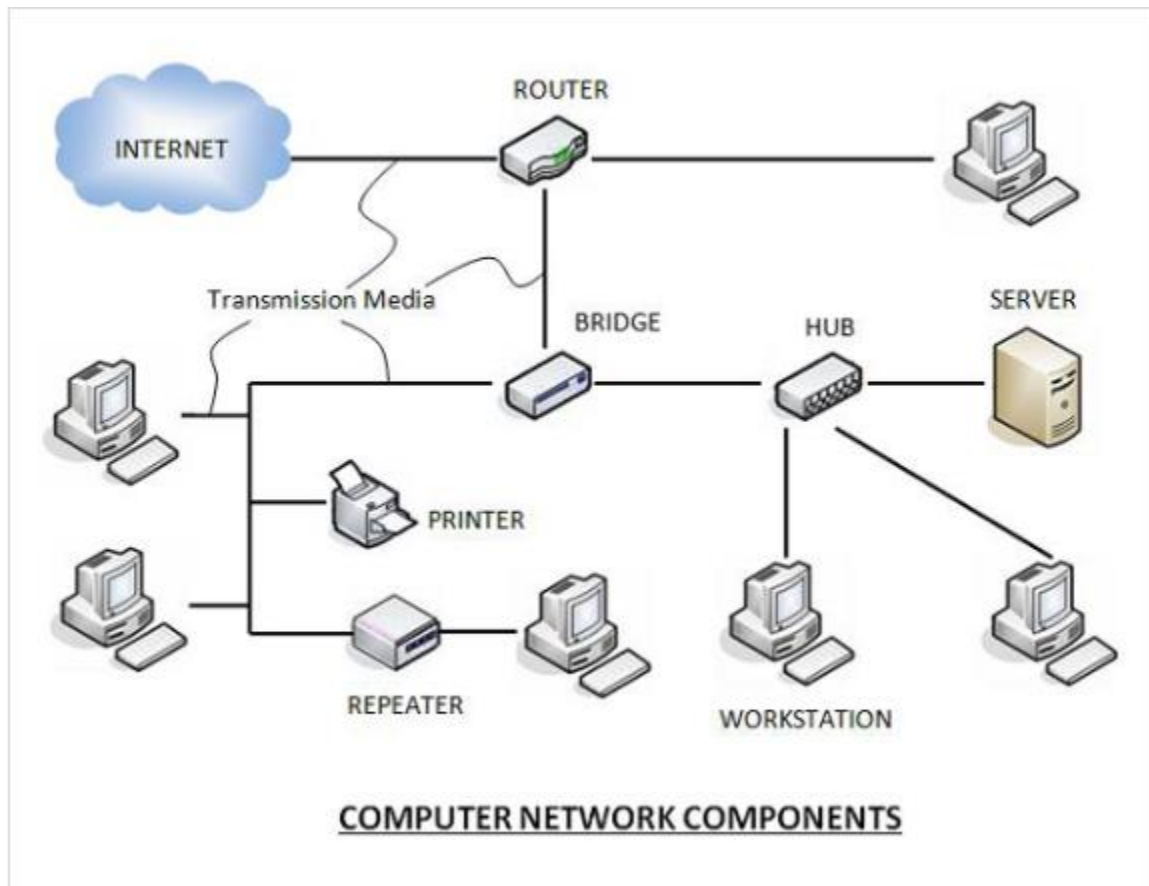 ROUTER
INTERNET
Transmission Media
BRIDGE
HUB
SERVER
PRINTER
REPEATER
WORKSTATION
COMPUTER NETWORK COMPONENTS